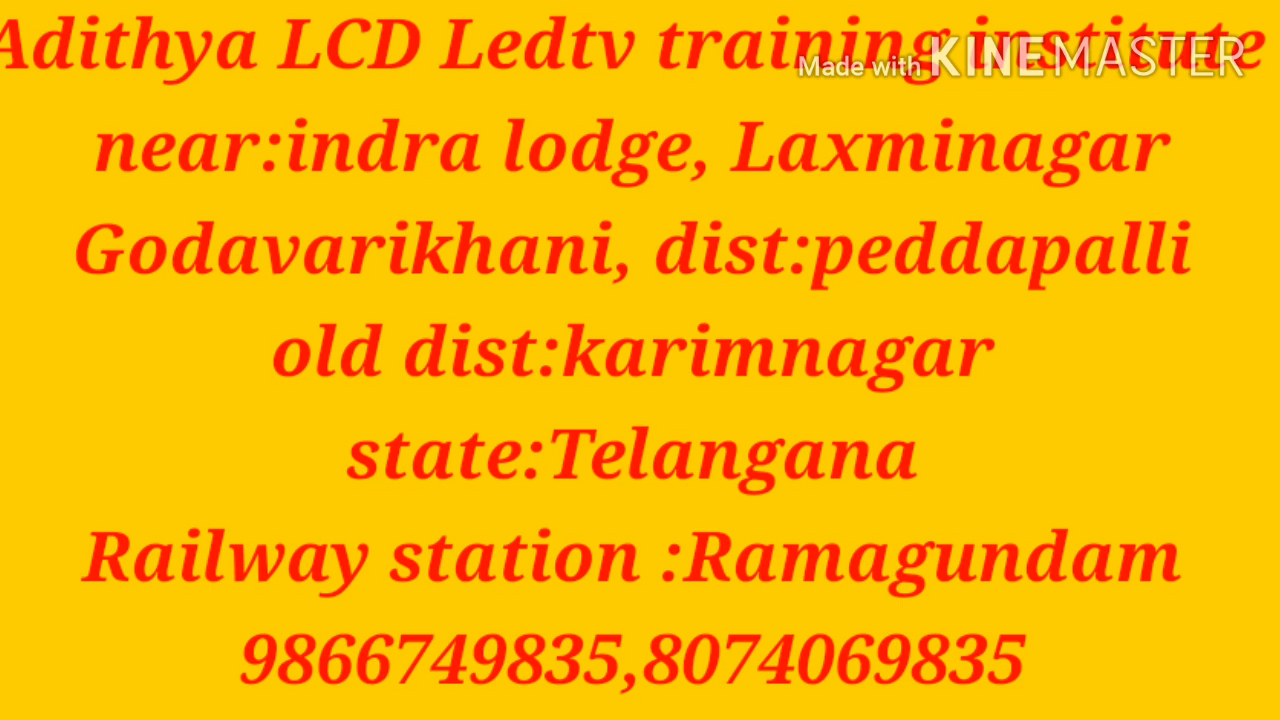 Adithya LCD Ledtv training institute
Made with KINEMASTER
near:indra lodge, Laxminagar
Godavarikhani, dist:peddapalli
old dist:karimnagar
state:Telangana
Railway station :Ramagundam
9866749835,8074069835